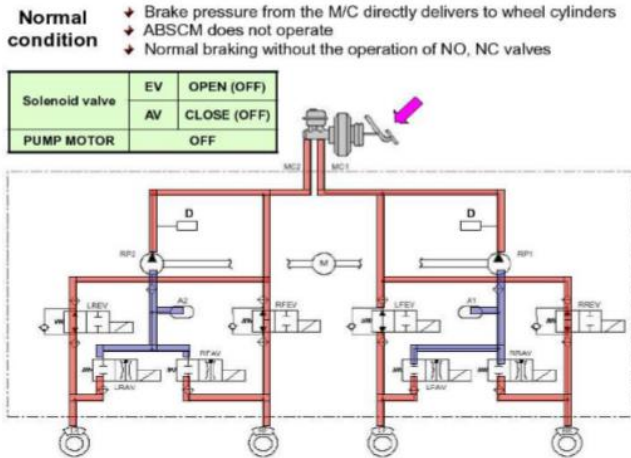 Normal condition
Brake pressure from the M/C directly delivers to wheel cylinders
ABSCM does not operate
Normal braking without the operation of NO, NC valves
Solenoid valve
EV OPEN (OFF)
AV CLOSE (OFF)
PUMP MOTOR OFF
MC2 MC1
D D
RP2 M RP1
LREV A2 RFEV LFEV A1 RREV
LRAV RFAV LFAV RRAV